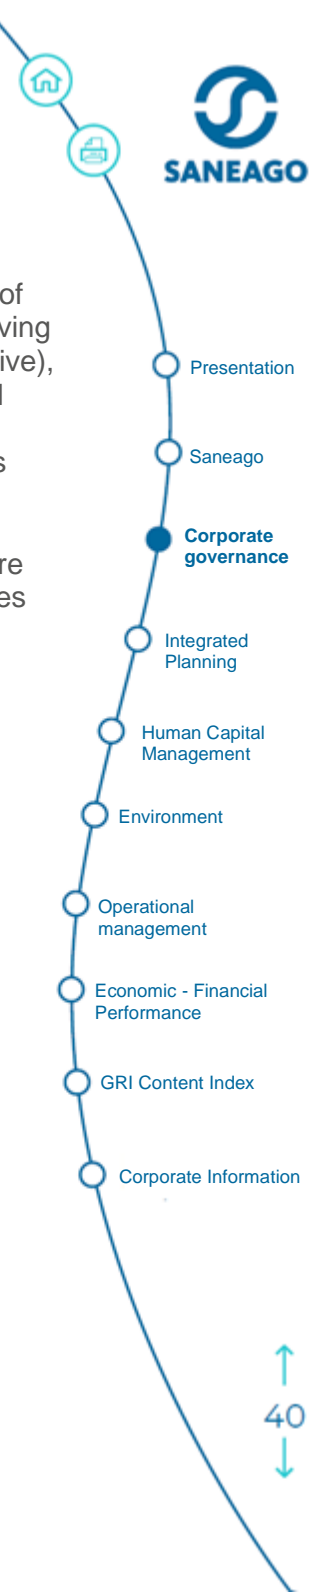 SANEAGO
of
ving
ive),
s
re
es
Presentation
Saneago
Corporate
governance
Integrated
Planning
Human Capital
Management
Environment
Operational
management
Economic - Financial
Performance
GRI Content Index
Corporate Information
40